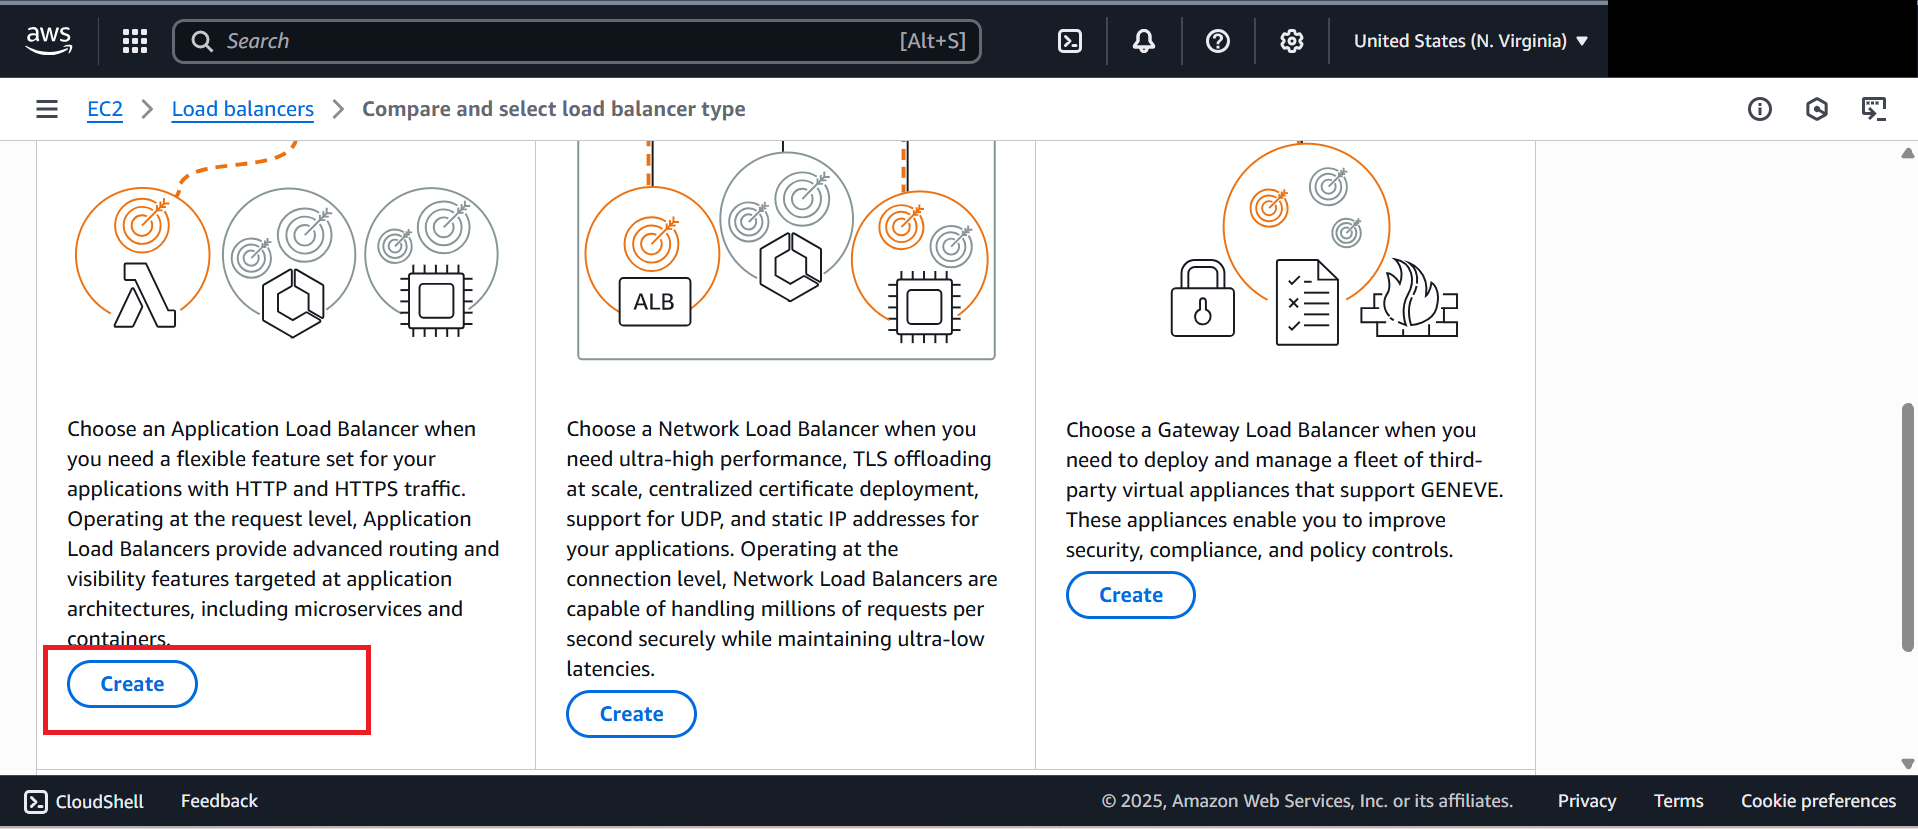 aws
Search
[Alt+S]
United States (N. Virginia)
EC2
Load balancers
Compare and select load balancer type
ALB
Choose an Application Load Balancer when
you need a flexible feature set for your
applications with HTTP and HTTPS traffic.
Operating at the request level, Application
Load Balancers provide advanced routing and
visibility features targeted at application
architectures, including microservices and
containers.
Create
Choose a Network Load Balancer when you
need ultra-high performance, TLS offloading
at scale, centralized certificate deployment,
support for UDP, and static IP addresses for
your applications. Operating at the
connection level, Network Load Balancers are
capable of handling millions of requests per
second securely while maintaining ultra-low
latencies.
Create
Choose a Gateway Load Balancer when you
need to deploy and manage a fleet of third-
party virtual appliances that support GENEVE.
These appliances enable you to improve
security, compliance, and policy controls.
Create
CloudShell
Feedback
© 2025, Amazon Web Services, Inc. or its affiliates.
Privacy
Terms
Cookie preferences